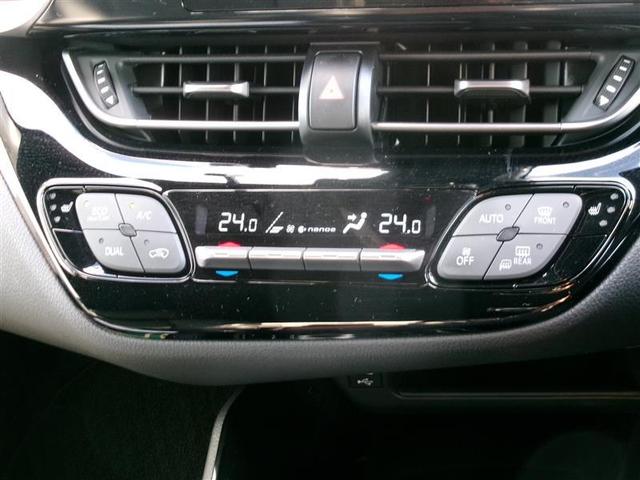 24.0 nanoe 24.0
ECO A/C
DUAL
AUTO FRONT
OFF REAR